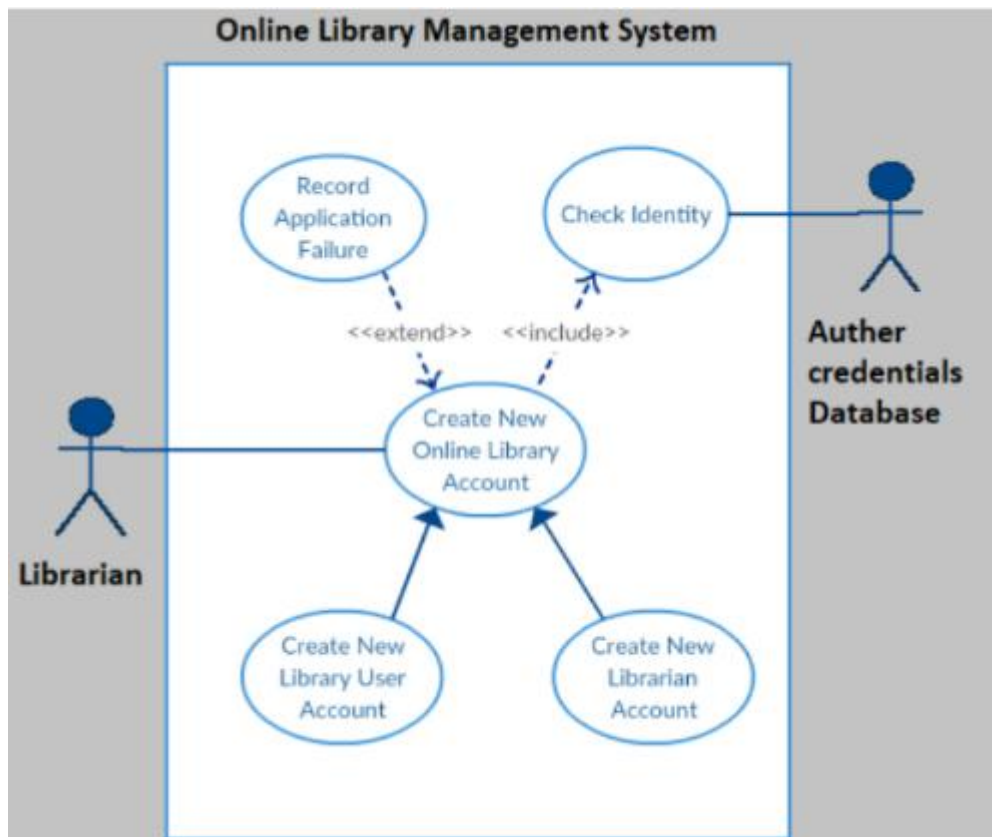 Online Library Management System
Record
Application
Failure
Check Identity
<<extend>>
<<include>>
Auther
credentials
Database
Create New
Online Library
Account
Librarian
Create New
Library User
Account
Create New
Librarian
Account